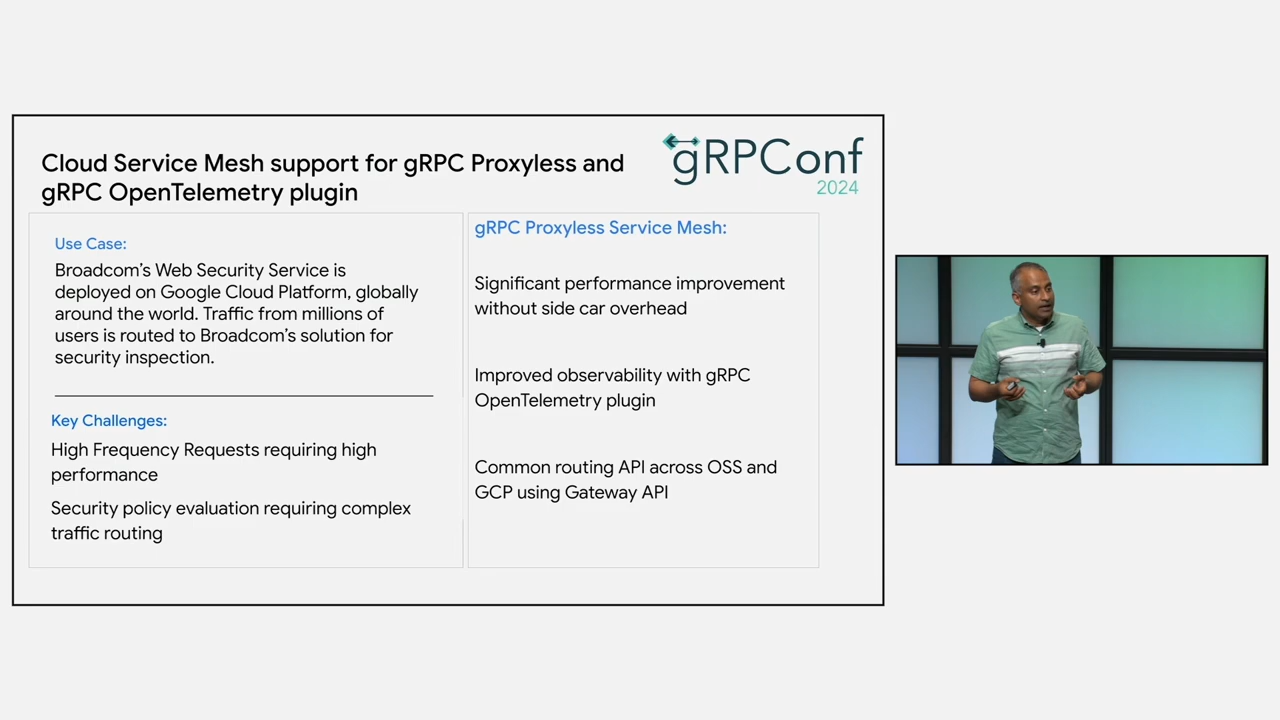 Cloud Service Mesh support for gRPC Proxyless and
gRPC OpenTelemetry plugin
gRPConf
2024
Use Case:
Broadcom's Web Security Service is
deployed on Google Cloud Platform, globally
around the world. Traffic from millions of
users is routed to Broadcom's solution for
security inspection.
Key Challenges:
High Frequency Requests requiring high
performance
Security policy evaluation requiring complex
traffic routing
gRPC Proxyless Service Mesh:
Significant performance improvement
without side car overhead
Improved observability with gRPC
OpenTelemetry plugin
Common routing API across OSS and
GCP using Gateway API